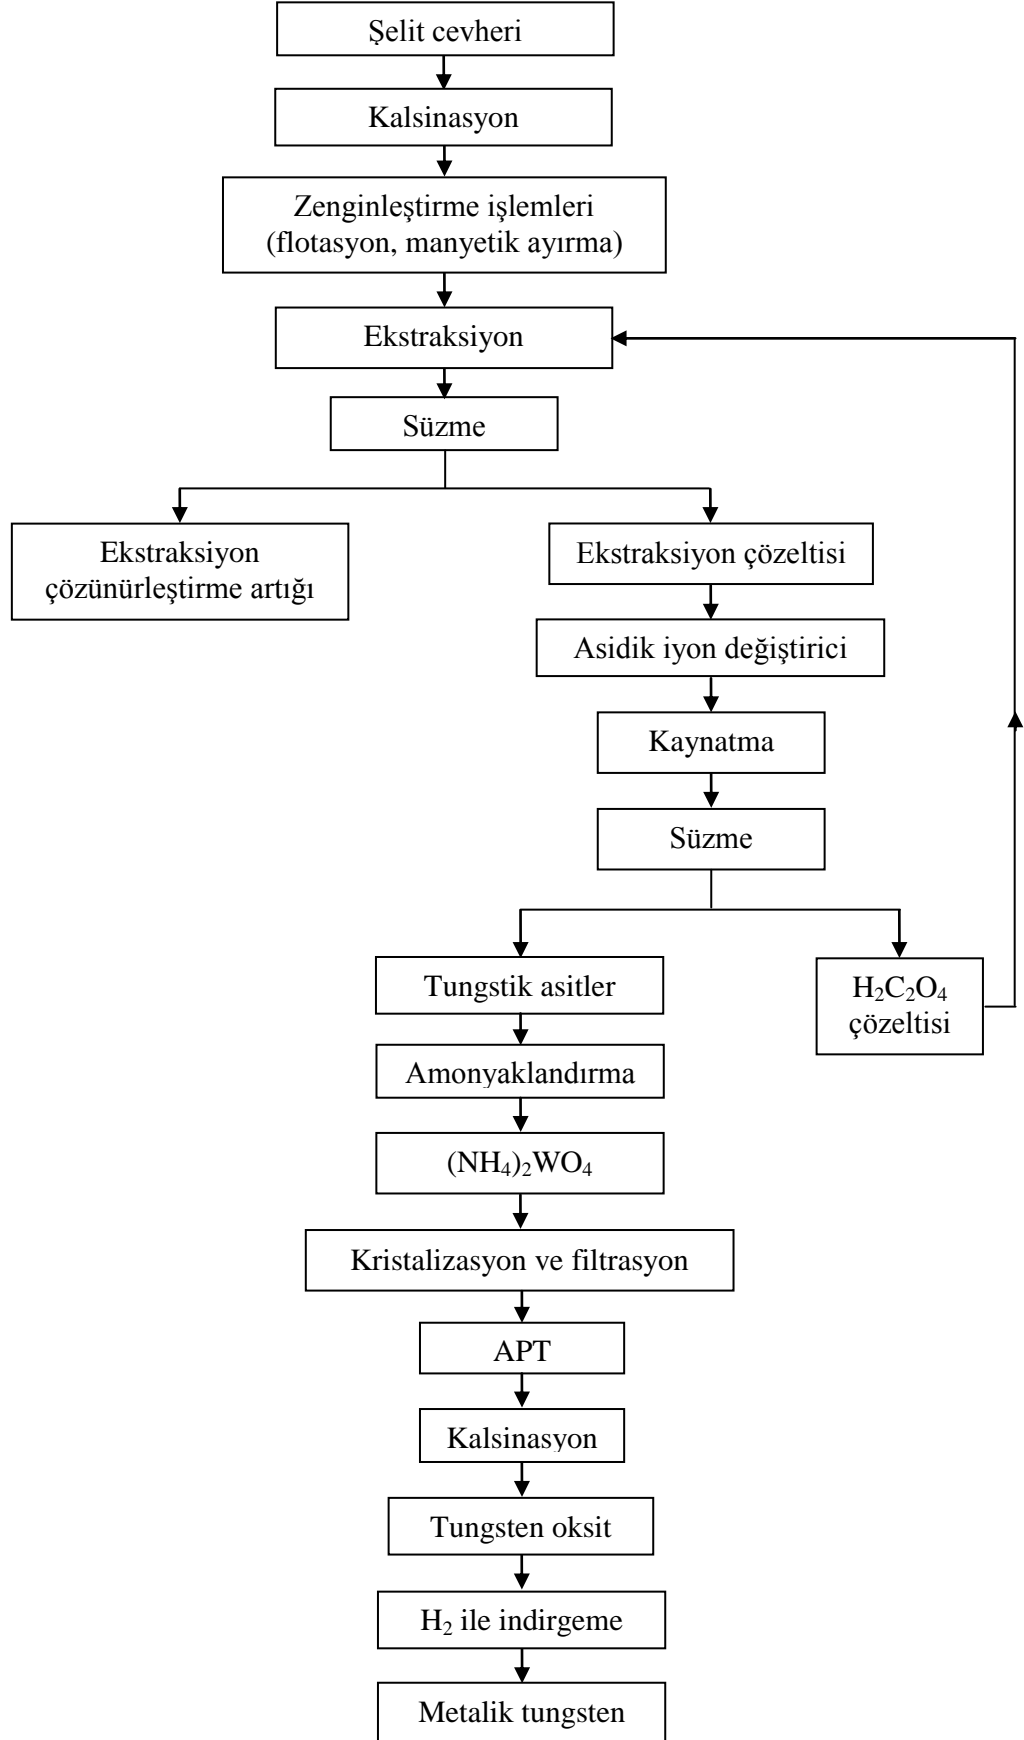 Şelit cevheri
Kalsinasyon
Zenginleştirme işlemleri
(flotasyon, manyetik ayırma)
Ekstraksiyon
Süzme
Ekstraksiyon
çözünürleştirme artığı
Ekstraksiyon çözeltisi
Asidik iyon değiştirici
Kaynatma
Süzme
Tungstik asitler
H₂C₂O₄
çözeltisi
Amonyaklandırma
(NH₄)₂WO₄
Kristalizasyon ve filtrasyon
APT
Kalsinasyon
Tungsten oksit
H₂ ile indirgeme
Metalik tungsten